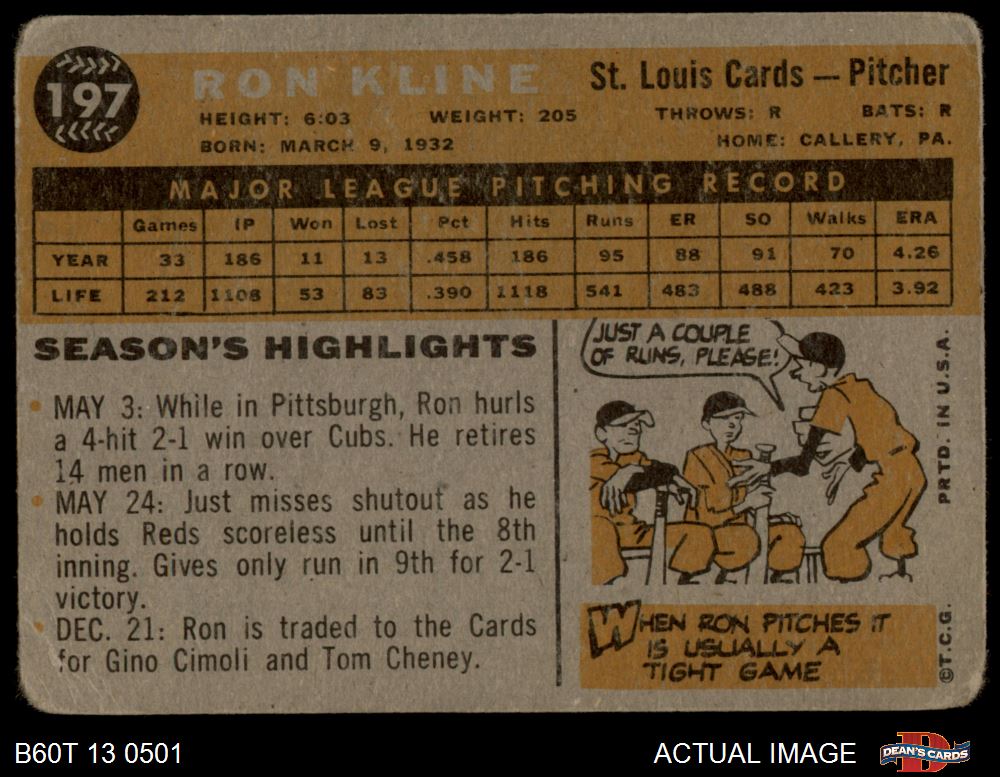 197
RON KLINE St. Louis Cards — Pitcher
HEIGHT: 6:03 WEIGHT: 205 THROWS: R BATS: R
BORN: MARCH 9, 1932 HOME: CALLERY, PA.
MAJOR LEAGUE PITCHING RECORD
Games IP Won Lost Pct Hits Runs ER SO Walks ERA
YEAR 33 186 11 13 .458 186 95 88 91 70 4.26
LIFE 212 1108 53 83 .390 1118 541 483 488 423 3.92
SEASON'S HIGHLIGHTS
• MAY 3: While in Pittsburgh, Ron hurls
a 4-hit 2-1 win over Cubs. He retires
14 men in a row.
• MAY 24: Just misses shutout as he
holds Reds scoreless until the 8th
inning. Gives only run in 9th for 2-1
victory.
• DEC. 21: Ron is traded to the Cards
for Gino Cimoli and Tom Cheney.
JUST A COUPLE
OF RUNS, PLEASE!
WHEN RON PITCHES IT
IS USUALLY A
TIGHT GAME
©T.C.G. PRTD. IN U.S.A.
B60T 13 0501 ACTUAL IMAGE
DEAN'S CARDS